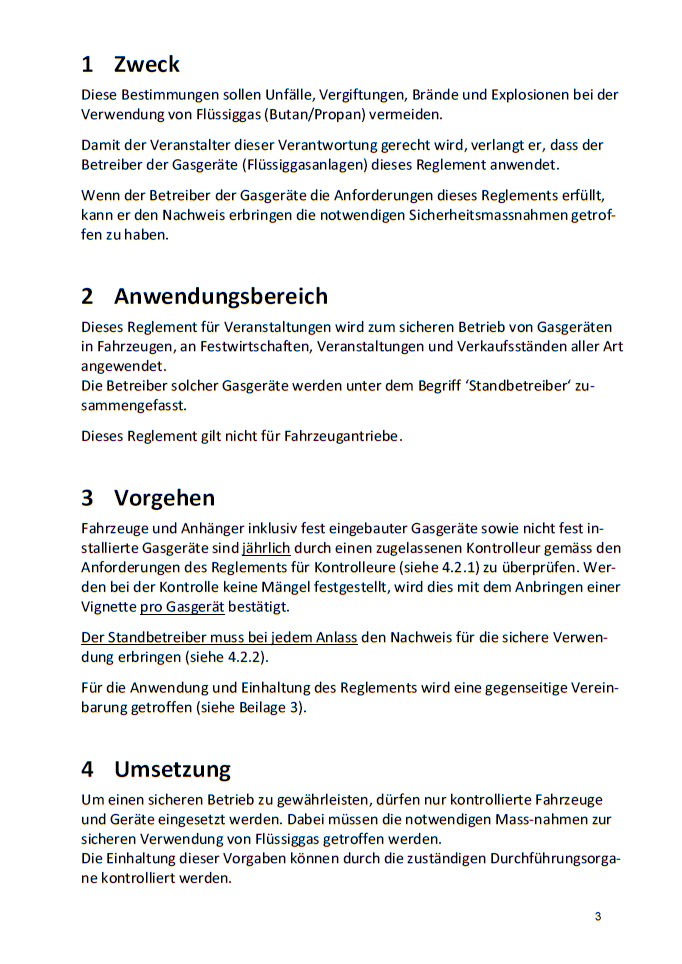 1 Zweck
Diese Bestimmungen sollen Unfälle, Vergiftungen, Brände und Explosionen bei der
Verwendung von Flüssiggas (Butan/Propan) vermeiden.
Damit der Veranstalter dieser Verantwortung gerecht wird, verlangt er, dass der
Betreiber der Gasgeräte (Flüssiggasanlagen) dieses Reglement anwendet.
Wenn der Betreiber der Gasgeräte die Anforderungen dieses Reglements erfüllt,
kann er den Nachweis erbringen die notwendigen Sicherheitsmassnahmen getrof-
fen zu haben.
2 Anwendungsbereich
Dieses Reglement für Veranstaltungen wird zum sicheren Betrieb von Gasgeräten
in Fahrzeugen, an Festwirtschaften, Veranstaltungen und Verkaufsständen aller Art
angewendet.
Die Betreiber solcher Gasgeräte werden unter dem Begriff ‘Standbetreiber‘ zu-
sammengefasst.
Dieses Reglement gilt nicht für Fahrzeugantriebe.
3 Vorgehen
Fahrzeuge und Anhänger inklusiv fest eingebauter Gasgeräte sowie nicht fest in-
stallierte Gasgeräte sind jährlich durch einen zugelassenen Kontrolleur gemäss den
Anforderungen des Reglements für Kontrolleure (siehe 4.2.1) zu überprüfen. Wer-
den bei der Kontrolle keine Mängel festgestellt, wird dies mit dem Anbringen einer
Vignette pro Gasgerät bestätigt.
Der Standbetreiber muss bei jedem Anlass den Nachweis für die sichere Verwen-
dung erbringen (siehe 4.2.2).
Für die Anwendung und Einhaltung des Reglements wird eine gegenseitige Verein-
barung getroffen (siehe Beilage 3).
4 Umsetzung
Um einen sicheren Betrieb zu gewährleisten, dürfen nur kontrollierte Fahrzeuge
und Geräte eingesetzt werden. Dabei müssen die notwendigen Mass-nahmen zur
sicheren Verwendung von Flüssiggas getroffen werden.
Die Einhaltung dieser Vorgaben können durch die zuständigen Durchführungsorga-
ne kontrolliert werden.
3